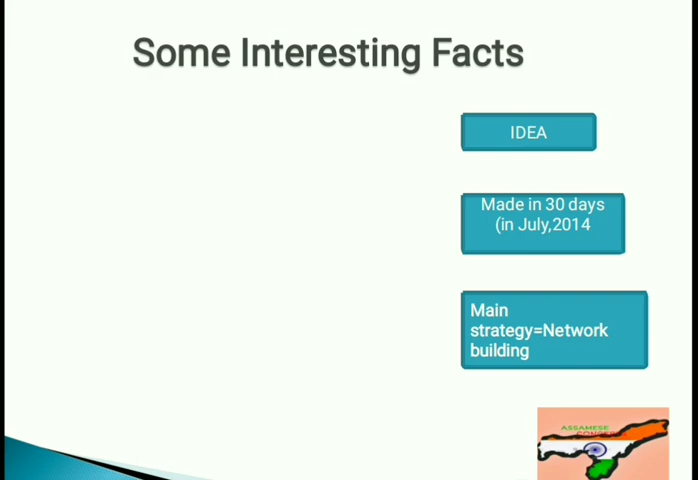 Some Interesting Facts
IDEA
Made in 30 days
(in July,2014
Main
strategy=Network
building
ASSAMESE